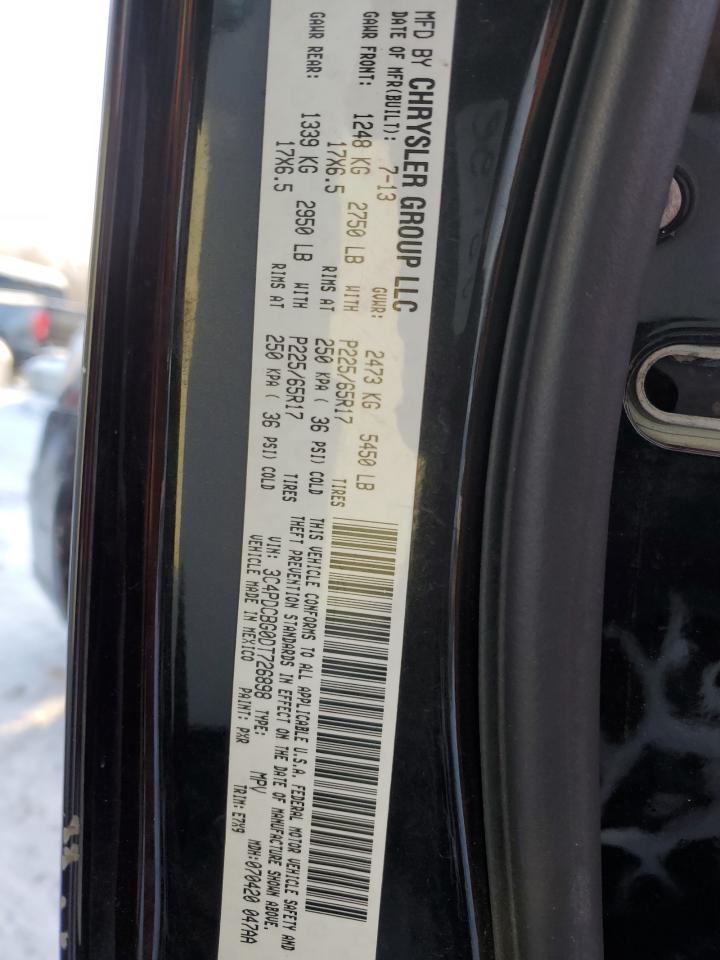 MFD BY CHRYSLER GROUP LLC
DATE OF MFR(BUILT): 7-13 GVWR: 2473 KG 5450 LB
GAWR FRONT: 1248 KG 2750 LB WITH P225/65R17 TIRES
17X6.5 RIMS AT 250 KPA ( 36 PSI) COLD
GAWR REAR: 1339 KG 2950 LB WITH P225/65R17 TIRES
17X6.5 RIMS AT 250 KPA ( 36 PSI) COLD
THIS VEHICLE CONFORMS TO ALL APPLICABLE U.S.A. FEDERAL MOTOR VEHICLE SAFETY AND
THEFT PREVENTION STANDARDS IN EFFECT ON THE DATE OF MANUFACTURE SHOWN ABOVE.
VIN: 3C4PDCBG0DT726898 TYPE: MPV MDH:070420 047AA
VEHICLE MADE IN MEXICO PAINT: PXR TRIM:E7X9